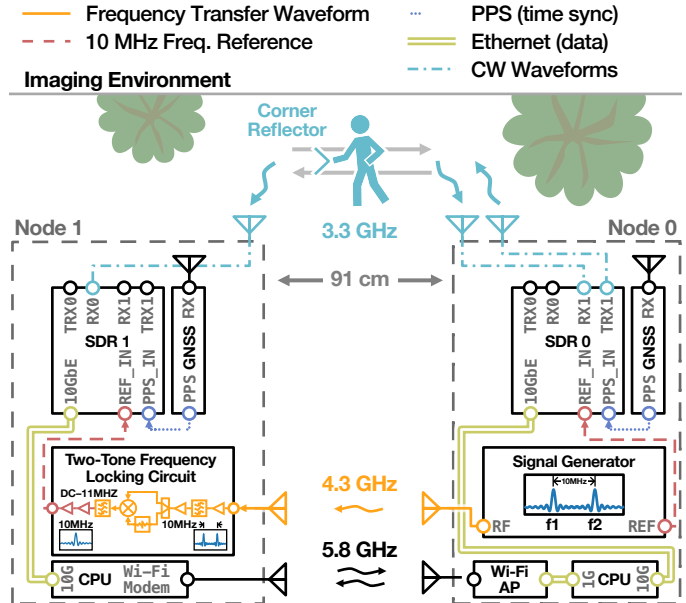 Frequency Transfer Waveform
10 MHz Freq. Reference
PPS (time sync)
Ethernet (data)
CW Waveforms
Imaging Environment
Corner
Reflector
Node 1
3.3 GHz
Node 0
91 cm
TRX0
RX0
RX1
TRX1
RX
SDR 1
GNSS
10GbE
REF_IN
PPS_IN
PPS
TRX0
RX0
RX1
TRX1
RX
SDR 0
GNSS
10GbE
REF_IN
PPS_IN
PPS
Two-Tone Frequency
Locking Circuit
DC–11MHZ
10MHz
10MHz
4.3 GHz
Signal Generator
10MHz
f1
f2
RF
REF
5.8 GHz
10G
CPU
Wi-Fi
Modem
Wi-Fi
AP
1G
CPU
10G